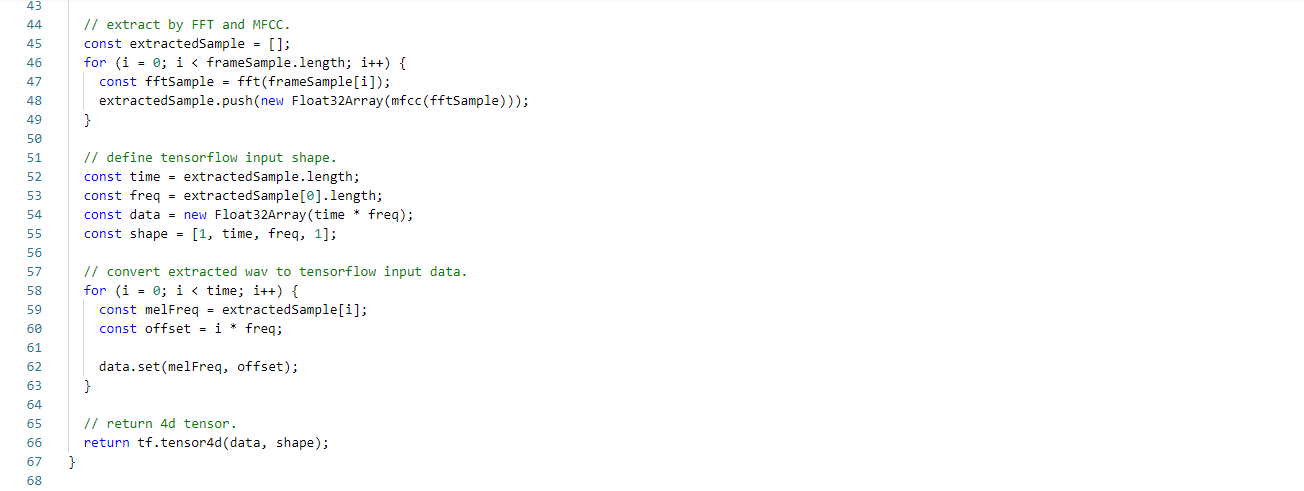 43
44 // extract by FFT and MFCC.
45 const extractedSample = [];
46 for (i = 0; i < frameSample.length; i++) {
47 const fftSample = fft(frameSample[i]);
48 extractedSample.push(new Float32Array(mfcc(fftSample)));
49 }
50
51 // define tensorflow input shape.
52 const time = extractedSample.length;
53 const freq = extractedSample[0].length;
54 const data = new Float32Array(time * freq);
55 const shape = [1, time, freq, 1];
56
57 // convert extracted wav to tensorflow input data.
58 for (i = 0; i < time; i++) {
59 const melFreq = extractedSample[i];
60 const offset = i * freq;
61
62 data.set(melFreq, offset);
63 }
64
65 // return 4d tensor.
66 return tf.tensor4d(data, shape);
67 }
68